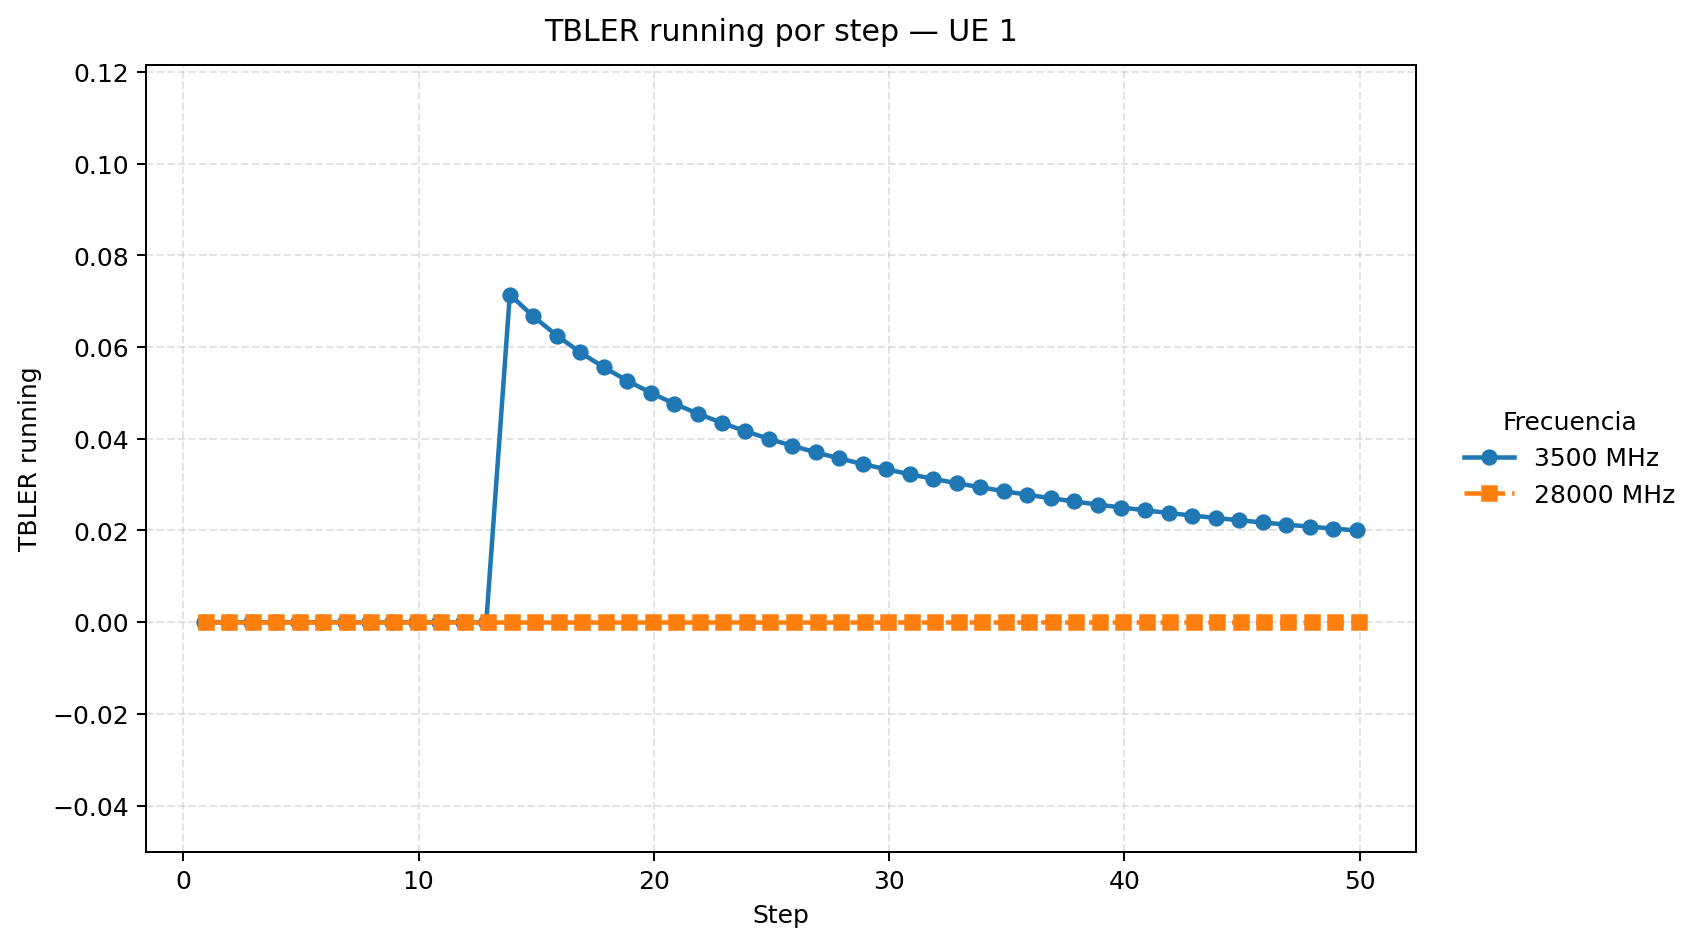 TBLER running por step — UE 1
0.12
0.10
0.08
0.06
0.04
0.02
0.00
−0.02
−0.04
TBLER running
0
10
20
30
40
50
Step
Frecuencia
3500 MHz
28000 MHz